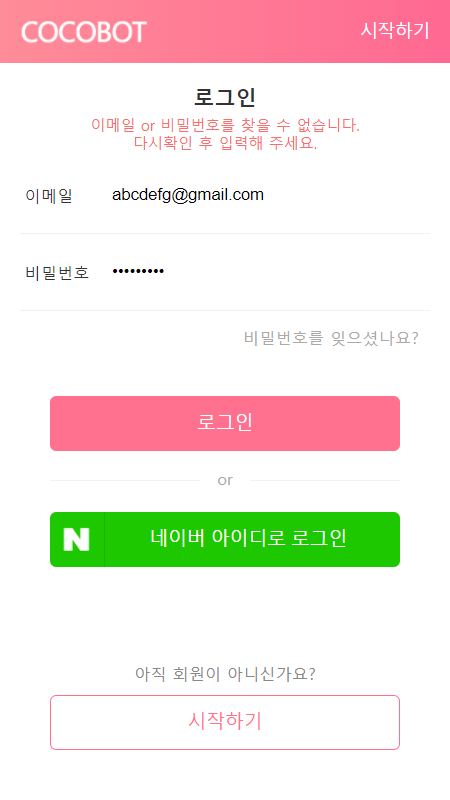 COCOBOT 시작하기
로그인
이메일 or 비밀번호를 찾을 수 없습니다.
다시확인 후 입력해 주세요.
이메일 abcdefg@gmail.com
비밀번호 •••••••••
비밀번호를 잊으셨나요?
로그인
or
N 네이버 아이디로 로그인
아직 회원이 아니신가요?
시작하기